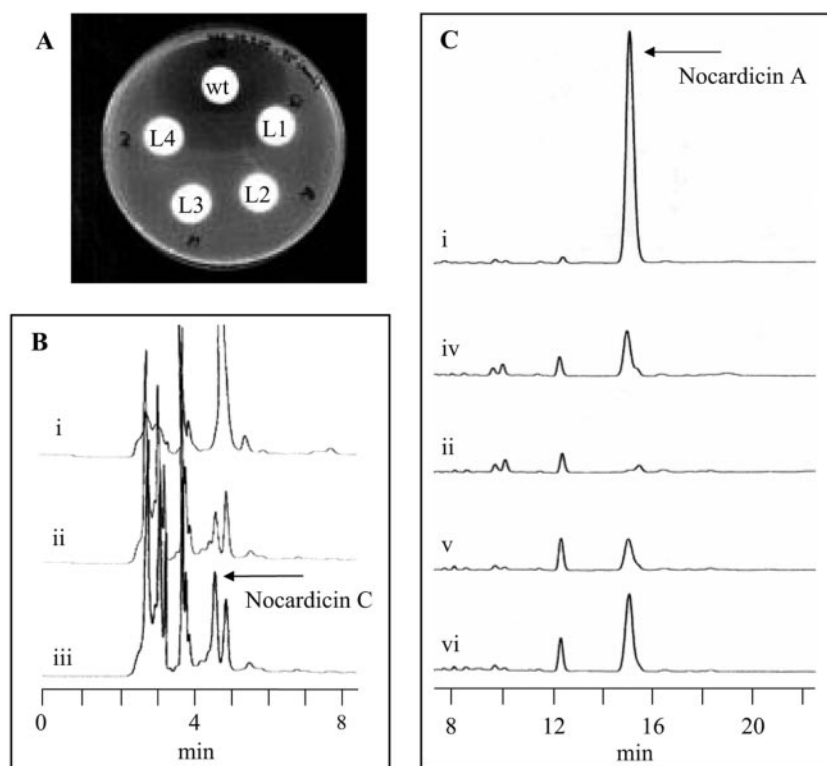 A
wt
L4
L1
L3
L2
B
i
ii
Nocardicin C
iii
0
4
8
min
C
Nocardicin A
i
iv
ii
v
vi
8
12
16
20
min